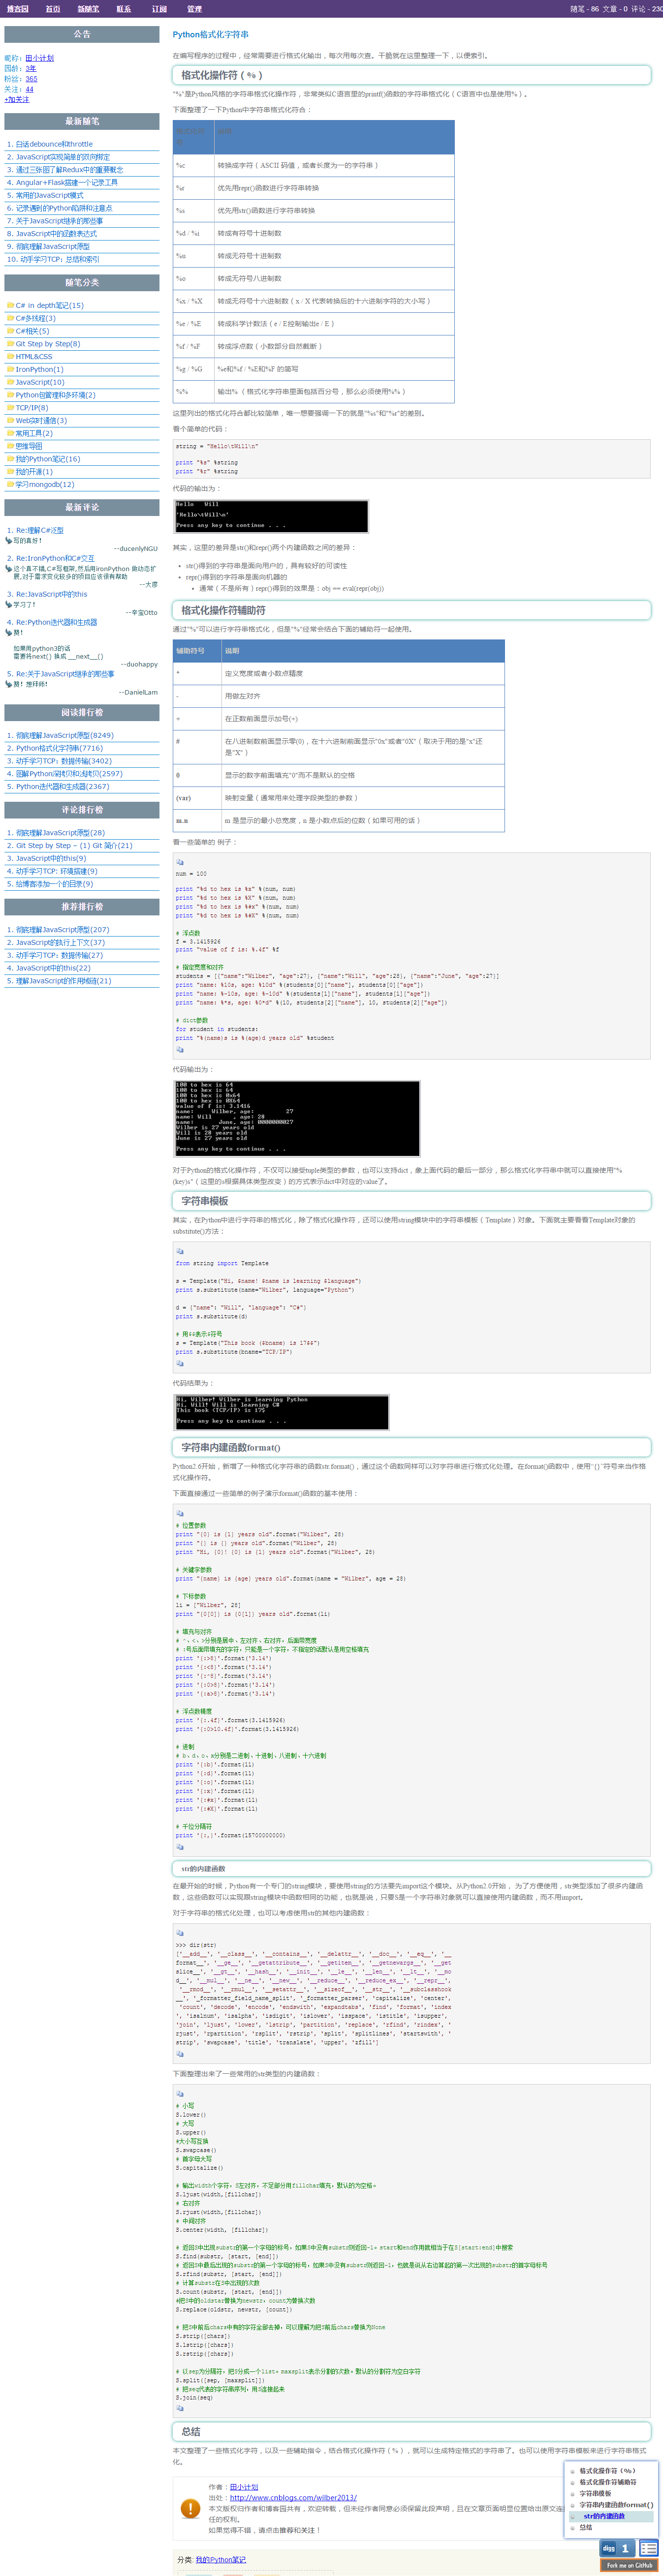 博客园 首页 新随笔 联系 订阅 管理
随笔 - 86 文章 - 0 评论 - 230
公告
昵称：田小计划
园龄：3年
粉丝：365
关注：44
+加关注
最新随笔
1. 白话debounce和throttle
2. JavaScript实现简单的双向绑定
3. 通过三张图了解Redux中的重要概念
4. Angular+Flask搭建一个记录工具
5. 常用的JavaScript模式
6. 记录遇到的Python陷阱和注意点
7. 关于JavaScript继承的那些事
8. JavaScript中的函数表达式
9. 彻底理解JavaScript原型
10. 动手学习TCP：总结和索引
随笔分类
C# in depth笔记(15)
C#多线程(3)
C#相关(5)
Git Step by Step(8)
HTML&CSS
IronPython(1)
JavaScript(10)
Python包管理和多环境(2)
TCP/IP(8)
Web实时通信(3)
常用工具(2)
思维导图
我的Python笔记(16)
我的开源(1)
学习mongodb(12)
最新评论
1. Re:理解C#泛型
写的真好！
--ducenlyNGU
2. Re:IronPython和C#交互
这个真不错,C#写框架,然后用IronPython 做动态扩展,对于需求变化较多的项目应该很有帮助
--大彦
3. Re:JavaScript中的this
学习了！
--辛宝Otto
4. Re:Python迭代器和生成器
赞！
如果用python3的话
需要将next() 换成 __next__()
--duohappy
5. Re:关于JavaScript继承的那些事
赞！想拜师！
--DanielLam
阅读排行榜
1. 彻底理解JavaScript原型(8249)
2. Python格式化字符串(7716)
3. 动手学习TCP：数据传输(3402)
4. 图解Python深拷贝和浅拷贝(2597)
5. Python迭代器和生成器(2367)
评论排行榜
1. 彻底理解JavaScript原型(28)
2. Git Step by Step – (1) Git 简介(21)
3. JavaScript中的this(9)
4. 动手学习TCP: 环境搭建(9)
5. 给博客添加一个的目录(9)
推荐排行榜
1. 彻底理解JavaScript原型(207)
2. JavaScript的执行上下文(37)
3. 动手学习TCP：数据传输(27)
4. JavaScript中的this(22)
5. 理解JavaScript的作用域链(21)
Python格式化字符串
在编写程序的过程中，经常需要进行格式化输出，每次用每次查。干脆就在这里整理一下，以便索引。
格式化操作符（%）
"%"是Python风格的字符串格式化操作符，非常类似C语言里的printf()函数的字符串格式化（C语言中也是使用%）。
下面整理了一下Python中字符串格式化符合：
%c 转换成字符（ASCII 码值，或者长度为一的字符串）
%r 优先用repr()函数进行字符串转换
%s 优先用str()函数进行字符串转换
%d / %i 转成有符号十进制数
%u 转成无符号十进制数
%o 转成无符号八进制数
%x / %X 转成无符号十六进制数（x / X 代表转换后的十六进制字符的大小写）
%e / %E 转成科学计数法（e / E控制输出e / E）
%f / %F 转成浮点数（小数部分自然截断）
%g / %G %e和%f / %E和%F 的简写
%% 输出%（格式化字符串里面包括百分号，那么必须使用%%）
这里列出的格式化符合都比较简单，唯一想要强调一下的就是"%s"和"%r"的差别。
看个简单的代码：
string = "Hello\tWill\n"
print "%s" %string
print "%r" %string
代码的输出为：
Hello Will
'Hello\tWill\n'
Press any key to continue . . .
其实，这里的差异是str()和repr()两个内建函数之间的差异：
str()得到的字符串是面向用户的，具有较好的可读性
repr()得到的字符串是面向机器的
通常（不是所有）repr()得到的效果是：obj == eval(repr(obj))
格式化操作符辅助符
通过"%"可以进行字符串格式化，但是"%"经常会结合下面的辅助符一起使用。
辅助符号 说明
* 定义宽度或者小数点精度
- 用做左对齐
+ 在正数前面显示加号(+)
# 在八进制数前面显示零(0)，在十六进制前面显示"0x"或者"0X"（取决于用的是"x"还是"X"）
0 显示的数字前面填充"0"而不是默认的空格
(var) 映射变量（通常用来处理字段类型的参数）
m.n m 是显示的最小总宽度，n 是小数点后的位数（如果可用的话）
看一些简单的 例子：
num = 100
print "%d to hex is %x" %(num, num)
print "%d to hex is %X" %(num, num)
print "%d to hex is %#x" %(num, num)
print "%d to hex is %#X" %(num, num)
# 浮点数
f = 3.1415926
print "value of f is: %.4f" %f
# 指定宽度和对齐
students = [{"name":"Wilber", "age":27}, {"name":"Will", "age":28}, {"name":"June", "age":27}]
print "name: %10s, age: %10d" %(students[0]["name"], students[0]["age"])
print "name: %-10s, age: %-10d" %(students[1]["name"], students[1]["age"])
print "name: %*s, age: %0*d" %(10, students[2]["name"], 10, students[2]["age"])
# dict参数
for student in students:
print "%(name)s is %(age)d years old" %student
代码输出为：
100 to hex is 64
100 to hex is 64
100 to hex is 0x64
100 to hex is 0X64
value of f is: 3.1416
name: Wilber, age: 27
name: Will , age: 28
name: June, age: 0000000027
Wilber is 27 years old
Will is 28 years old
June is 27 years old
Press any key to continue . . .
对于Python的格式化操作符，不仅可以接受tuple类型的参数，也可以支持dict，象上面代码的最后一部分，那么格式化字符串中就可以直接使用"%(key)s"（这里的s根据具体类型改变）的方式表示dict中对应的value了。
字符串模板
其实，在Python中进行字符串的格式化，除了格式化操作符，还可以使用string模块中的字符串模板（Template）对象。下面就主要看看Template对象的substitute()方法：
from string import Template
s = Template("Hi, $name! $name is learning $language")
print s.substitute(name="Wilber", language="Python")
d = {"name": "Will", "language": "C#"}
print s.substitute(d)
# 用$$表示$符号
s = Template("This book ($bname) is 17$$")
print s.substitute(bname="TCP/IP")
代码结果为：
Hi, Wilber! Wilber is learning Python
Hi, Will! Will is learning C#
This book (TCP/IP) is 17$
Press any key to continue . . .
字符串内建函数format()
Python2.6开始，新增了一种格式化字符串的函数str.format()，通过这个函数同样可以对字符串进行格式化处理。在format()函数中，使用“{}”符号来当作格式化操作符。
下面直接通过一些简单的例子演示format()函数的基本使用：
# 位置参数
print "{0} is {1} years old".format("Wilber", 28)
print "{} is {} years old".format("Wilber", 28)
print "Hi, {0}! {0} is {1} years old".format("Wilber", 28)
# 关键字参数
print "{name} is {age} years old".format(name = "Wilber", age = 28)
# 下标参数
li = ["Wilber", 28]
print "{0[0]} is {0[1]} years old".format(li)
# 填充与对齐
# ^、<、>分别是居中、左对齐、右对齐，后面带宽度
# :号后面带填充的字符，只能是一个字符，不指定的话默认是用空格填充
print '{:>8}'.format('3.14')
print '{:<8}'.format('3.14')
print '{:^8}'.format('3.14')
print '{:0>8}'.format('3.14')
print '{:a>8}'.format('3.14')
# 浮点数精度
print '{:.4f}'.format(3.1415926)
print '{:0>10.4f}'.format(3.1415926)
# 进制
# b、d、o、x分别是二进制、十进制、八进制、十六进制
print '{:b}'.format(11)
print '{:d}'.format(11)
print '{:o}'.format(11)
print '{:x}'.format(11)
print '{:#x}'.format(11)
print '{:#X}'.format(11)
# 千位分隔符
print '{:,}'.format(15700000000)
str的内建函数
在最开始的时候，Python有一个专门的string模块，要使用string的方法要先import这个模块。从Python2.0开始，为了方便使用，str类型添加了很多内建函数，这些函数可以实现跟string模块中函数相同的功能，也就是说，只要S是一个字符串对象就可以直接使用内建函数，而不用import。
对于字符串的格式化处理，也可以考虑使用str的其他内建函数：
>>> dir(str)
['__add__', '__class__', '__contains__', '__delattr__', '__doc__', '__eq__', '__
format__', '__ge__', '__getattribute__', '__getitem__', '__getnewargs__', '__get
slice__', '__gt__', '__hash__', '__init__', '__le__', '__len__', '__lt__', '__mo
d__', '__mul__', '__ne__', '__new__', '__reduce__', '__reduce_ex__', '__repr__',
'__rmod__', '__rmul__', '__setattr__', '__sizeof__', '__str__', '__subclasshook
__', '_formatter_field_name_split', '_formatter_parser', 'capitalize', 'center',
'count', 'decode', 'encode', 'endswith', 'expandtabs', 'find', 'format', 'index
', 'isalnum', 'isalpha', 'isdigit', 'islower', 'isspace', 'istitle', 'isupper',
'join', 'ljust', 'lower', 'lstrip', 'partition', 'replace', 'rfind', 'rindex', '
rjust', 'rpartition', 'rsplit', 'rstrip', 'split', 'splitlines', 'startswith', '
strip', 'swapcase', 'title', 'translate', 'upper', 'zfill']
下面整理出来了一些常用的str类型的内建函数：
# 小写
S.lower()
# 大写
S.upper()
#大小写互换
S.swapcase()
# 首字母大写
S.capitalize()
# 输出width个字符，S左对齐，不足部分用fillchar填充，默认的为空格。
S.ljust(width,[fillchar])
# 右对齐
S.rjust(width,[fillchar])
# 中间对齐
S.center(width, [fillchar])
# 返回S中出现substr的第一个字母的标号，如果S中没有substr则返回-1。start和end作用就相当于在S[start:end]中搜索
S.find(substr, [start, [end]])
# 返回S中最后出现的substr的第一个字母的标号，如果S中没有substr则返回-1，也就是说从右边算起的第一次出现的substr的首字母标号
S.rfind(substr, [start, [end]])
# 计算substr在S中出现的次数
S.count(substr, [start, [end]])
#把S中的oldstar替换为newstr，count为替换次数
S.replace(oldstr, newstr, [count])
# 把S中前后chars中有的字符全部去掉，可以理解为把S前后chars替换为None
S.strip([chars])
S.lstrip([chars])
S.rstrip([chars])
# 以sep为分隔符，把S分成一个list。maxsplit表示分割的次数。默认的分割符为空白字符
S.split([sep, [maxsplit]])
# 把seq代表的字符串序列，用S连接起来
S.join(seq)
总结
本文整理了一些格式化字符，以及一些辅助指令，结合格式化操作符（%），就可以生成特定格式的字符串了。也可以使用字符串模板来进行字符串格式化。
作者：田小计划
出处：http://www.cnblogs.com/wilber2013/
本文版权归作者和博客园共有，欢迎转载，但未经作者同意必须保留此段声明，且在文章页面明显位置给出原文连
任的权利。
如果觉得不错，请点击推荐和关注！
分类: 我的Python笔记
格式化操作符（%）
格式化操作符辅助符
字符串模板
字符串内建函数format()
str的内建函数
总结
digg 1
Fork me on GitHub